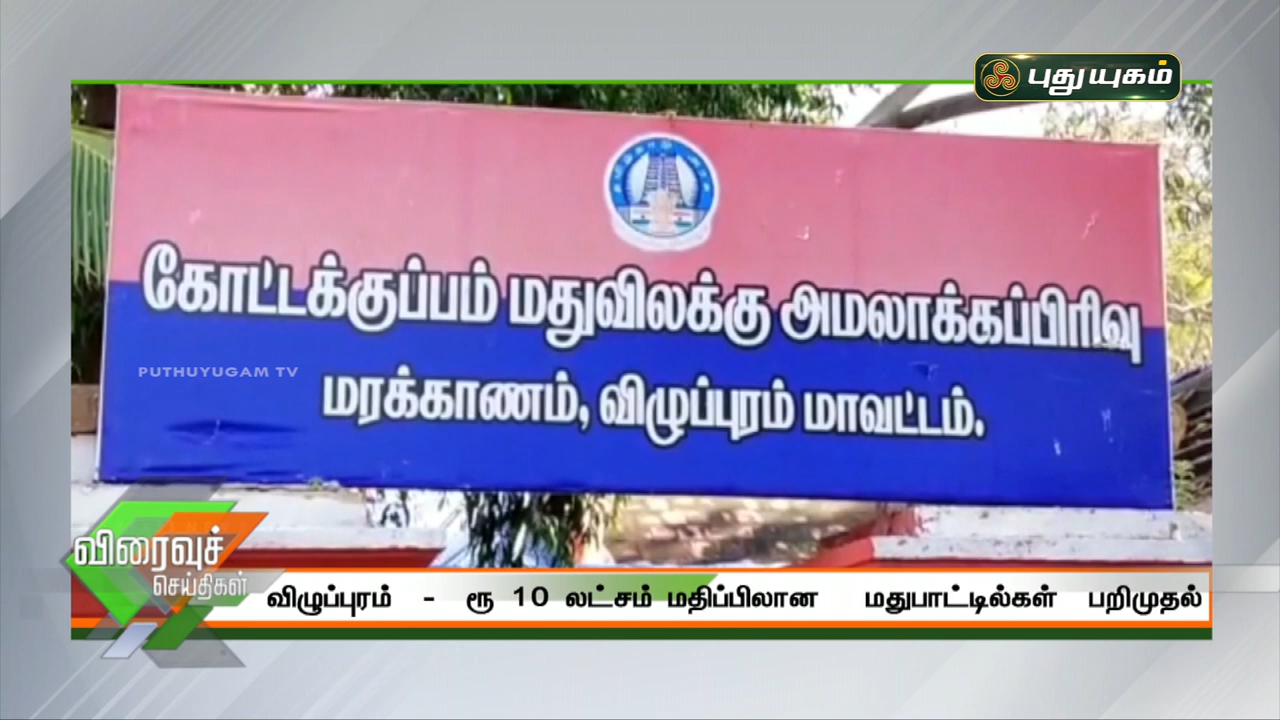 புதுயுகம்
கோட்டக்குப்பம் மதுவிலக்கு அமலாக்கப்பிரிவு
PUTHUYUGAM TV
மரக்காணம், விழுப்புரம் மாவட்டம்.
விரைவுச்
செய்திகள்
விழுப்புரம் - ரூ 10 லட்சம் மதிப்பிலான மதுபாட்டில்கள் பறிமுதல்